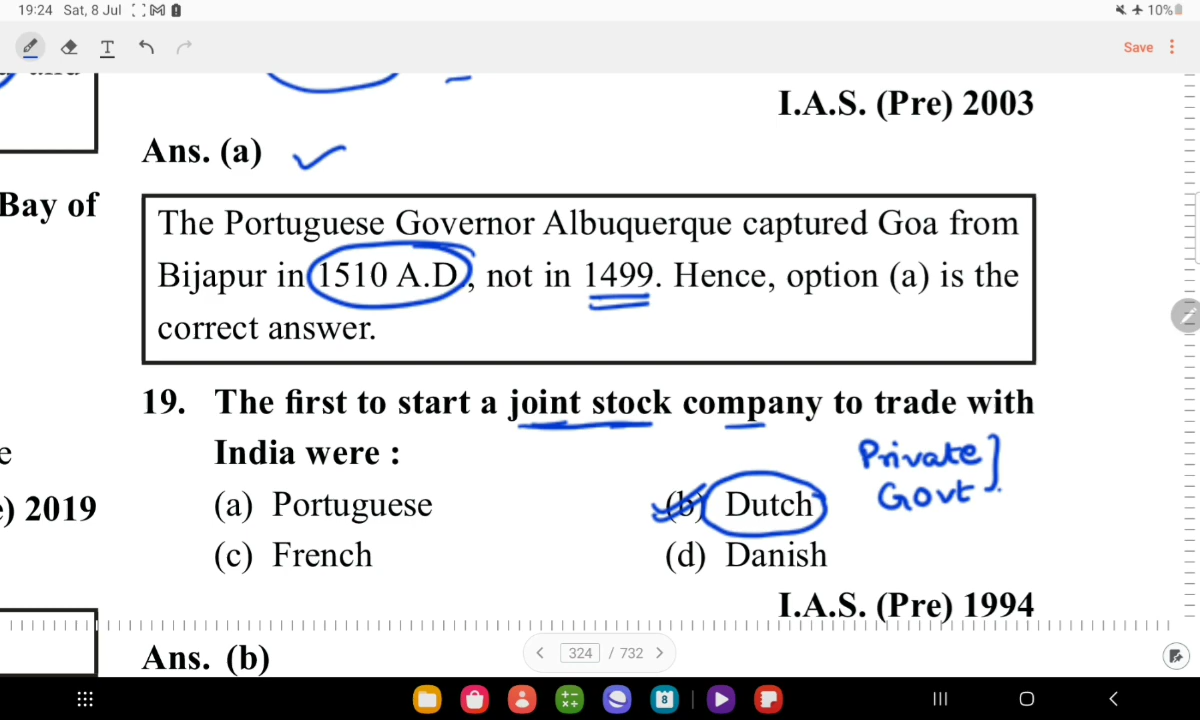 19:24 Sat, 8 Jul
10%
T
Save
I.A.S. (Pre) 2003
Ans. (a)
Bay of
The Portuguese Governor Albuquerque captured Goa from
Bijapur in 1510 A.D., not in 1499. Hence, option (a) is the
correct answer.
19. The first to start a joint stock company to trade with
India were :
e
Private
Govt
(a) Portuguese
(b) Dutch
) 2019
(c) French
(d) Danish
I.A.S. (Pre) 1994
Ans. (b)
324 / 732
8